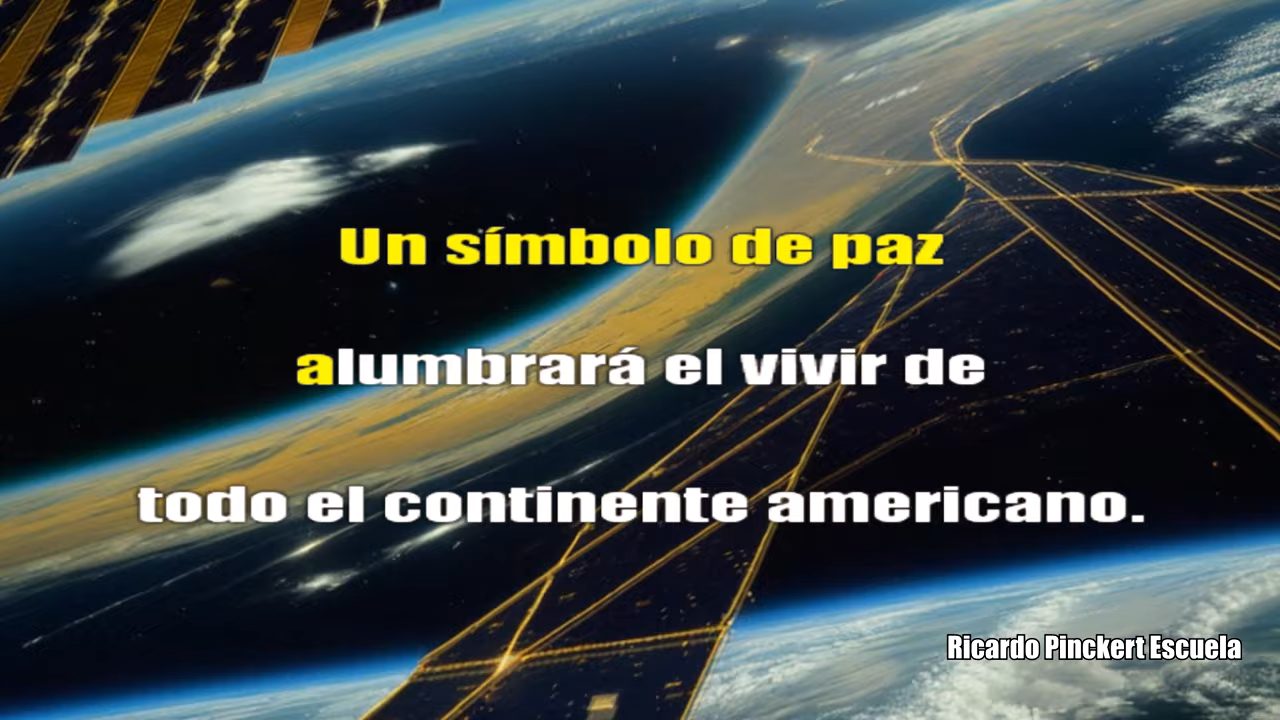 Un símbolo de paz
alumbrará el vivir de
todo el continente americano.
Ricardo Pinckert Escuela